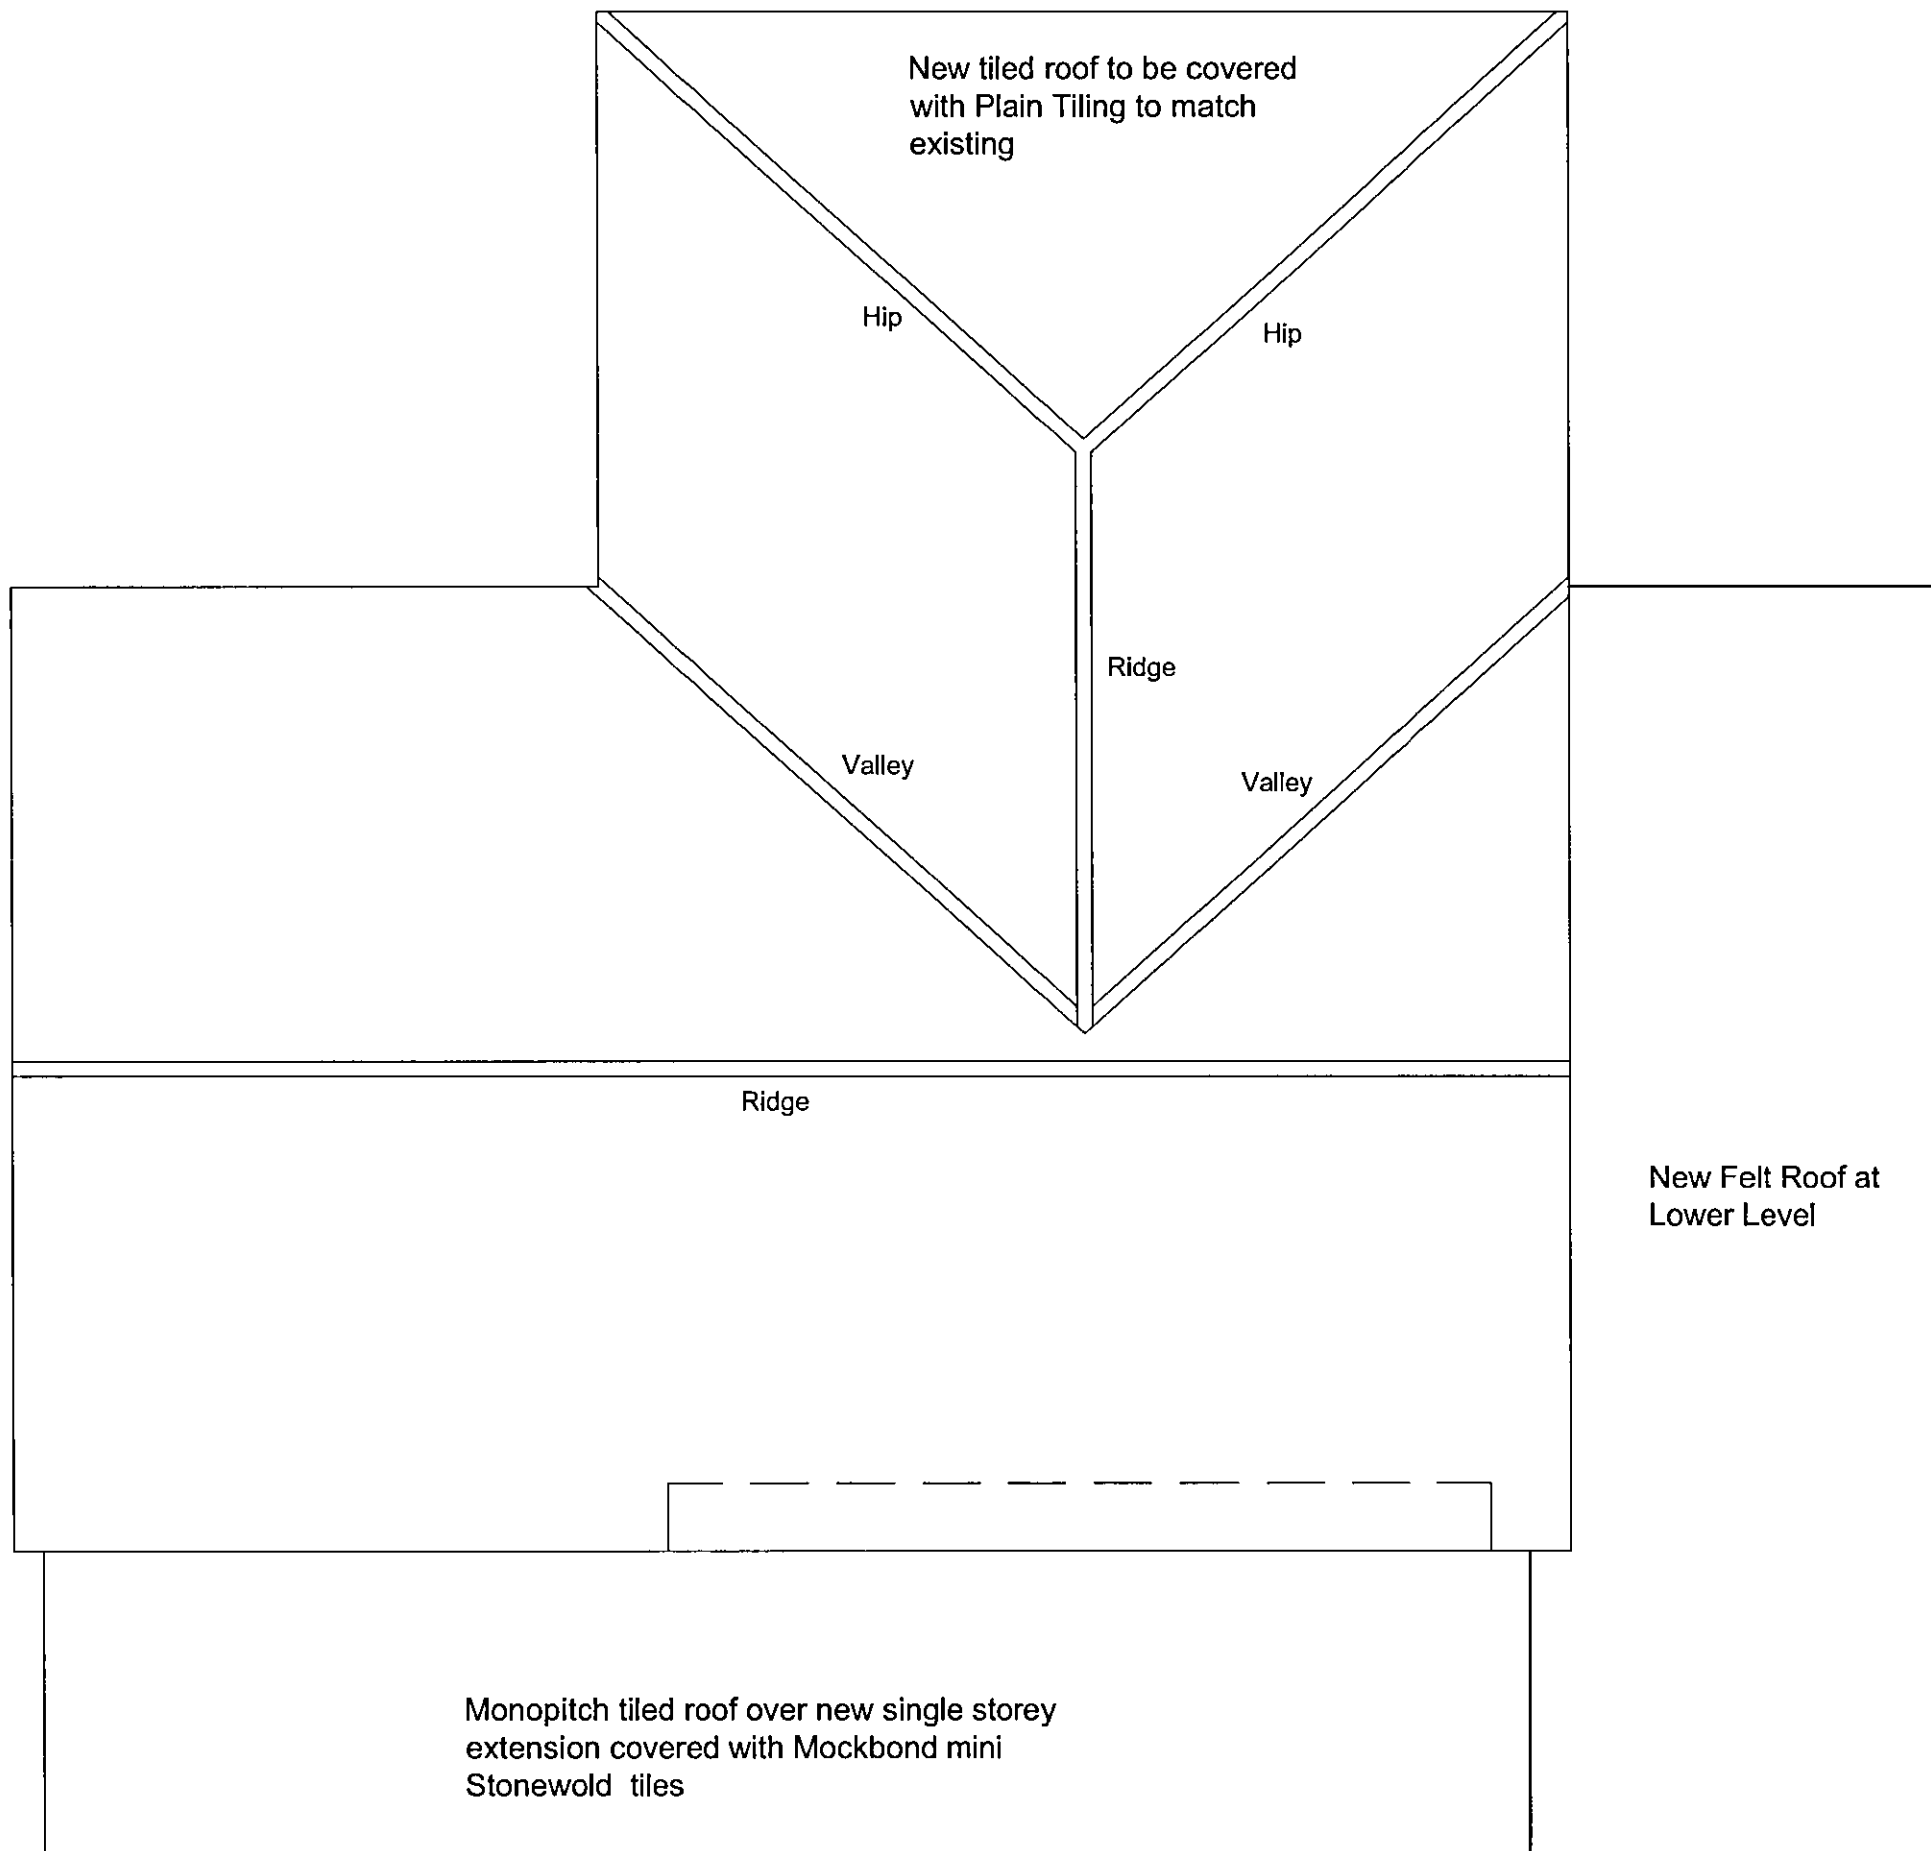 New tiled roof to be covered
with Plain Tiling to match
existing
Hip
Hip
Ridge
Valley
Valley
Ridge
New Felt Roof at
Lower Level
Monopitch tiled roof over new single storey
extension covered with Mockbond mini
Stonewold tiles